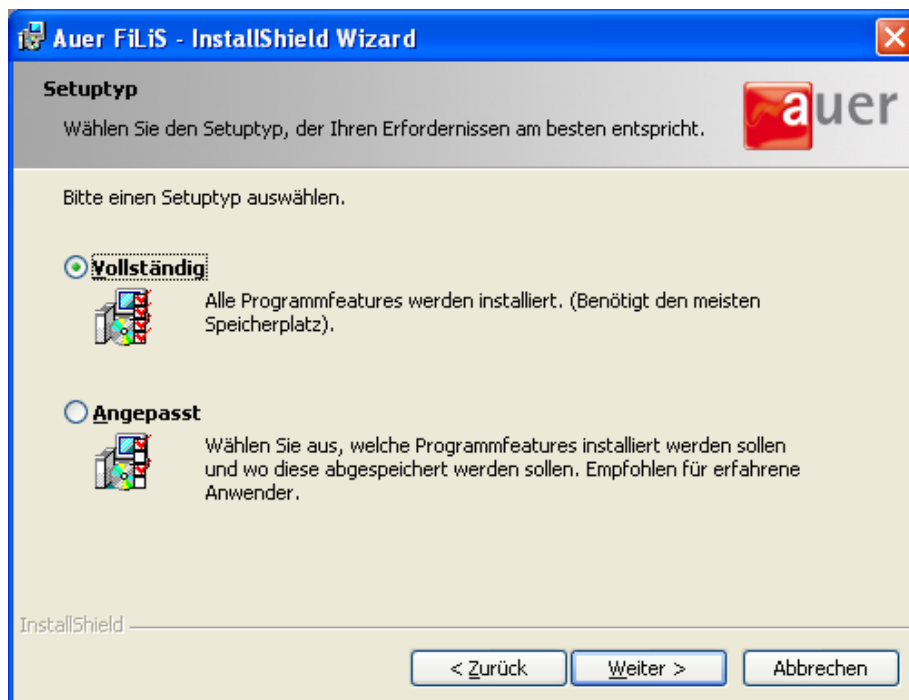 Auer FiLiS - InstallShield Wizard
Setuptyp
Wählen Sie den Setuptyp, der Ihren Erfordernissen am besten entspricht.
auer
Bitte einen Setuptyp auswählen.
Vollständig
Alle Programmfeatures werden installiert. (Benötigt den meisten
Speicherplatz).
Angepasst
Wählen Sie aus, welche Programmfeatures installiert werden sollen
und wo diese abgespeichert werden sollen. Empfohlen für erfahrene
Anwender.
InstallShield
< Zurück Weiter > Abbrechen